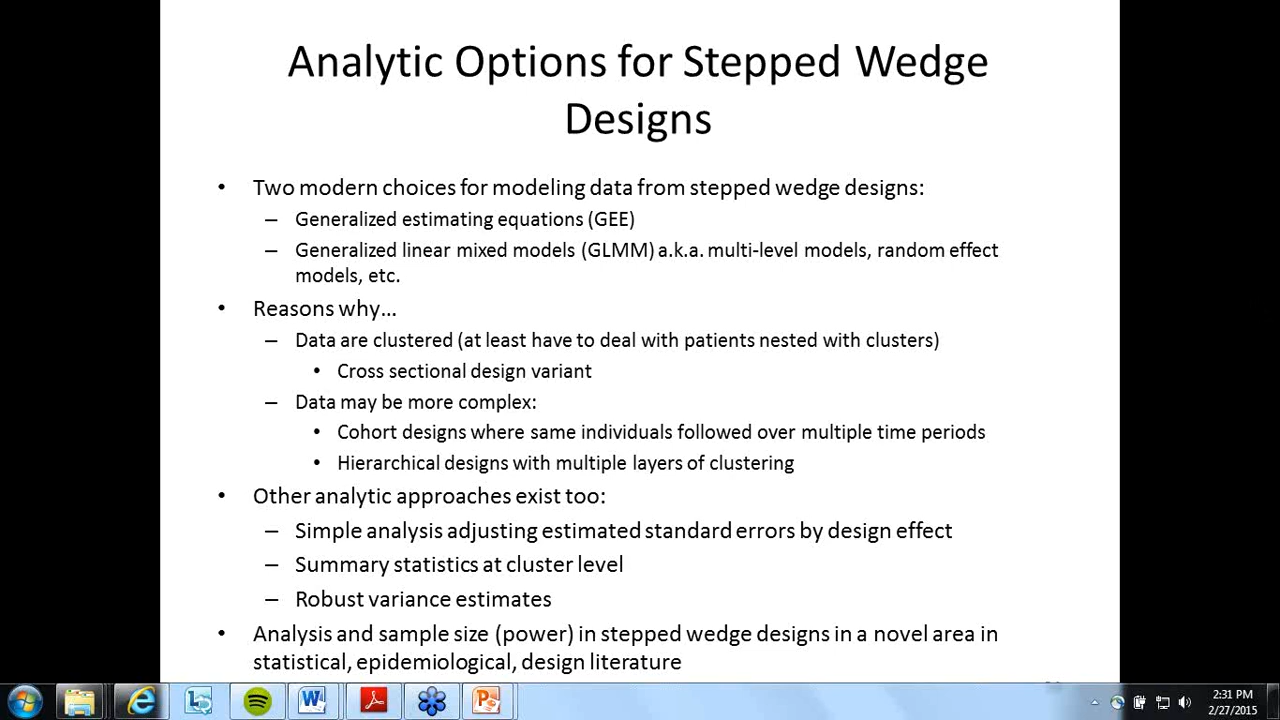 Analytic Options for Stepped Wedge
Designs
• Two modern choices for modeling data from stepped wedge designs:
– Generalized estimating equations (GEE)
– Generalized linear mixed models (GLMM) a.k.a. multi-level models, random effect
models, etc.
• Reasons why…
– Data are clustered (at least have to deal with patients nested with clusters)
• Cross sectional design variant
– Data may be more complex:
• Cohort designs where same individuals followed over multiple time periods
• Hierarchical designs with multiple layers of clustering
• Other analytic approaches exist too:
– Simple analysis adjusting estimated standard errors by design effect
– Summary statistics at cluster level
– Robust variance estimates
• Analysis and sample size (power) in stepped wedge designs in a novel area in
statistical, epidemiological, design literature
2:31 PM
2/27/2015